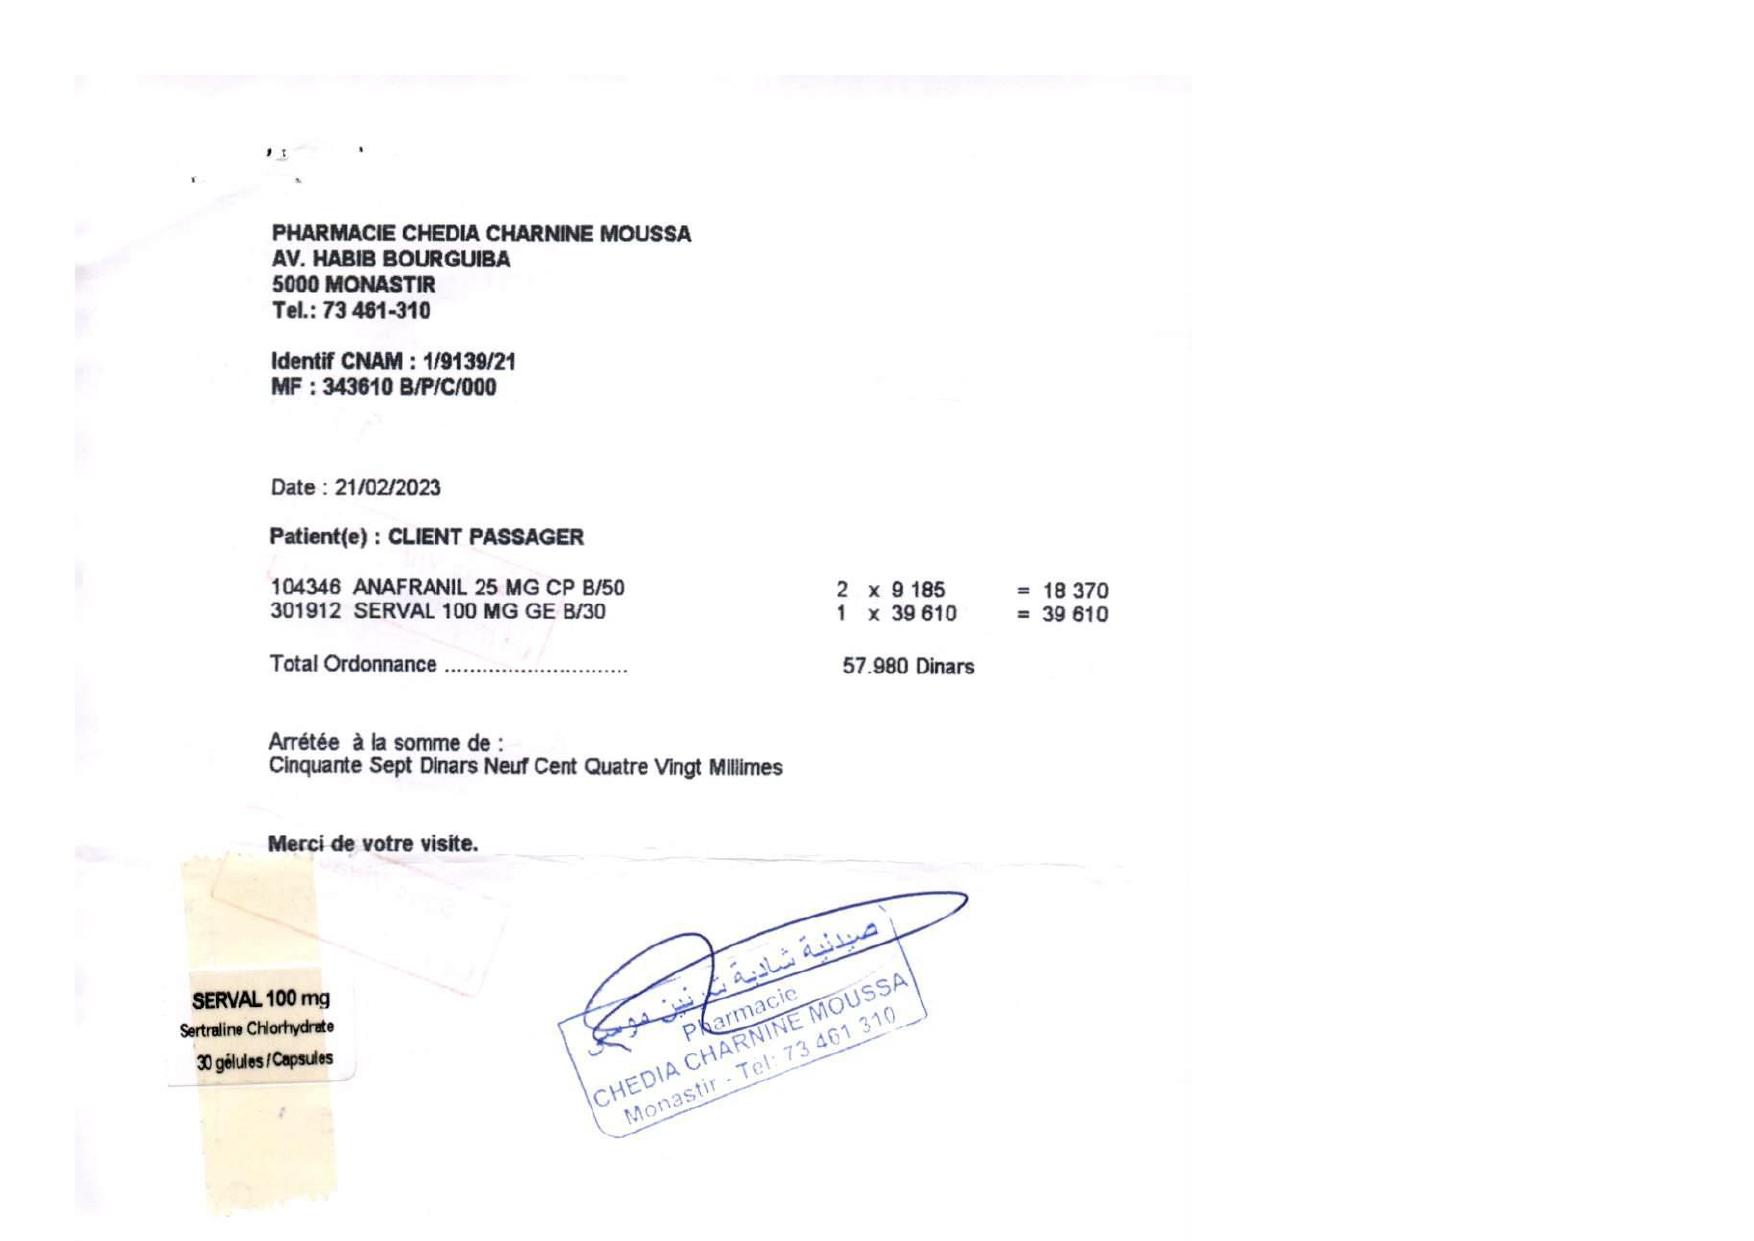 PHARMACIE CHEDIA CHARNINE MOUSSA
AV. HABIB BOURGUIBA
5000 MONASTIR
Tel.: 73 461-310
Identif CNAM : 1/9139/21
MF : 343610 B/P/C/000
Date : 21/02/2023
Patient(e) : CLIENT PASSAGER
104346 ANAFRANIL 25 MG CP B/50 2 x 9 185 = 18 370
301912 SERVAL 100 MG GE B/30 1 x 39 610 = 39 610
Total Ordonnance ............................. 57.980 Dinars
Arrétée à la somme de :
Cinquante Sept Dinars Neuf Cent Quatre Vingt Millimes
Merci de votre visite.
SERVAL 100 mg
Sertraline Chlorhydrate
30 gélules / Capsules
صيدلية شادية شرنين موسى
Pharmacie
CHEDIA CHARNINE MOUSSA
Monastir - Tel: 73 461 310